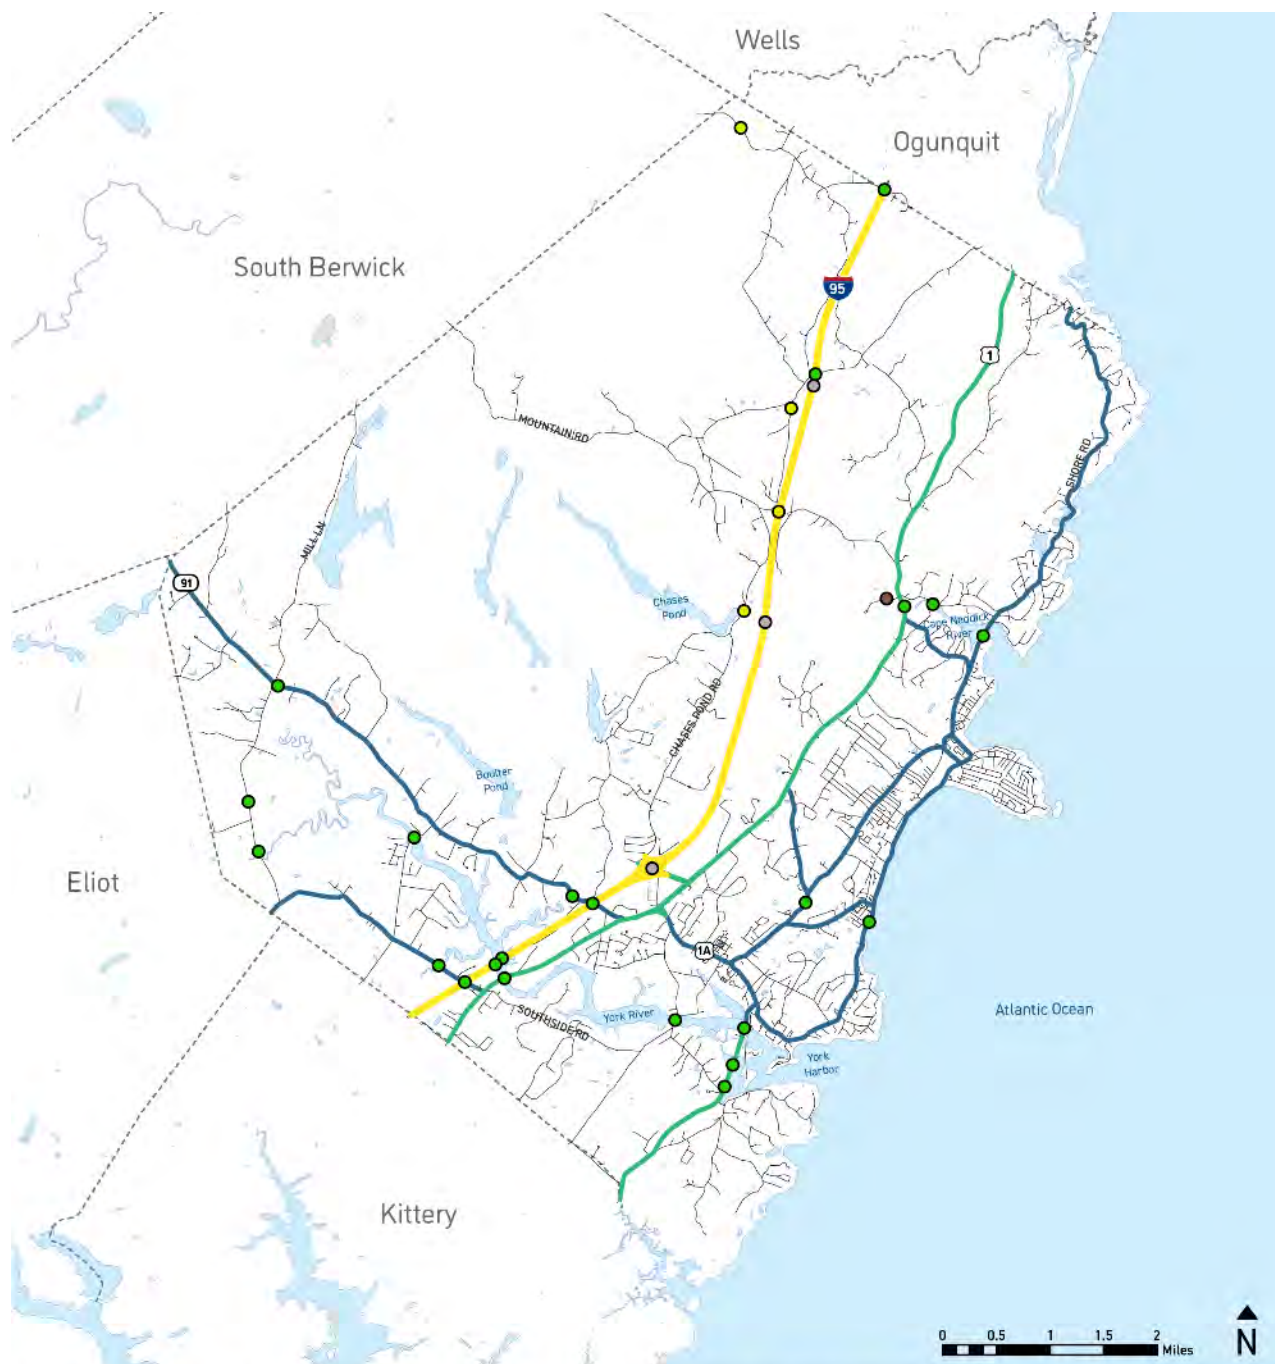 Wells
Ogunquit
South Berwick
95
1
MOUNTAIN RD
SHORE RD
MILL LN
91
Chases
Pond
Cape Neddick
River
CHASES POND RD
Boulter
Pond
Eliot
1A
Atlantic Ocean
York River
SOUTHSIDE RD
York
Harbor
Kittery
0 0.5 1 1.5 2
Miles
N